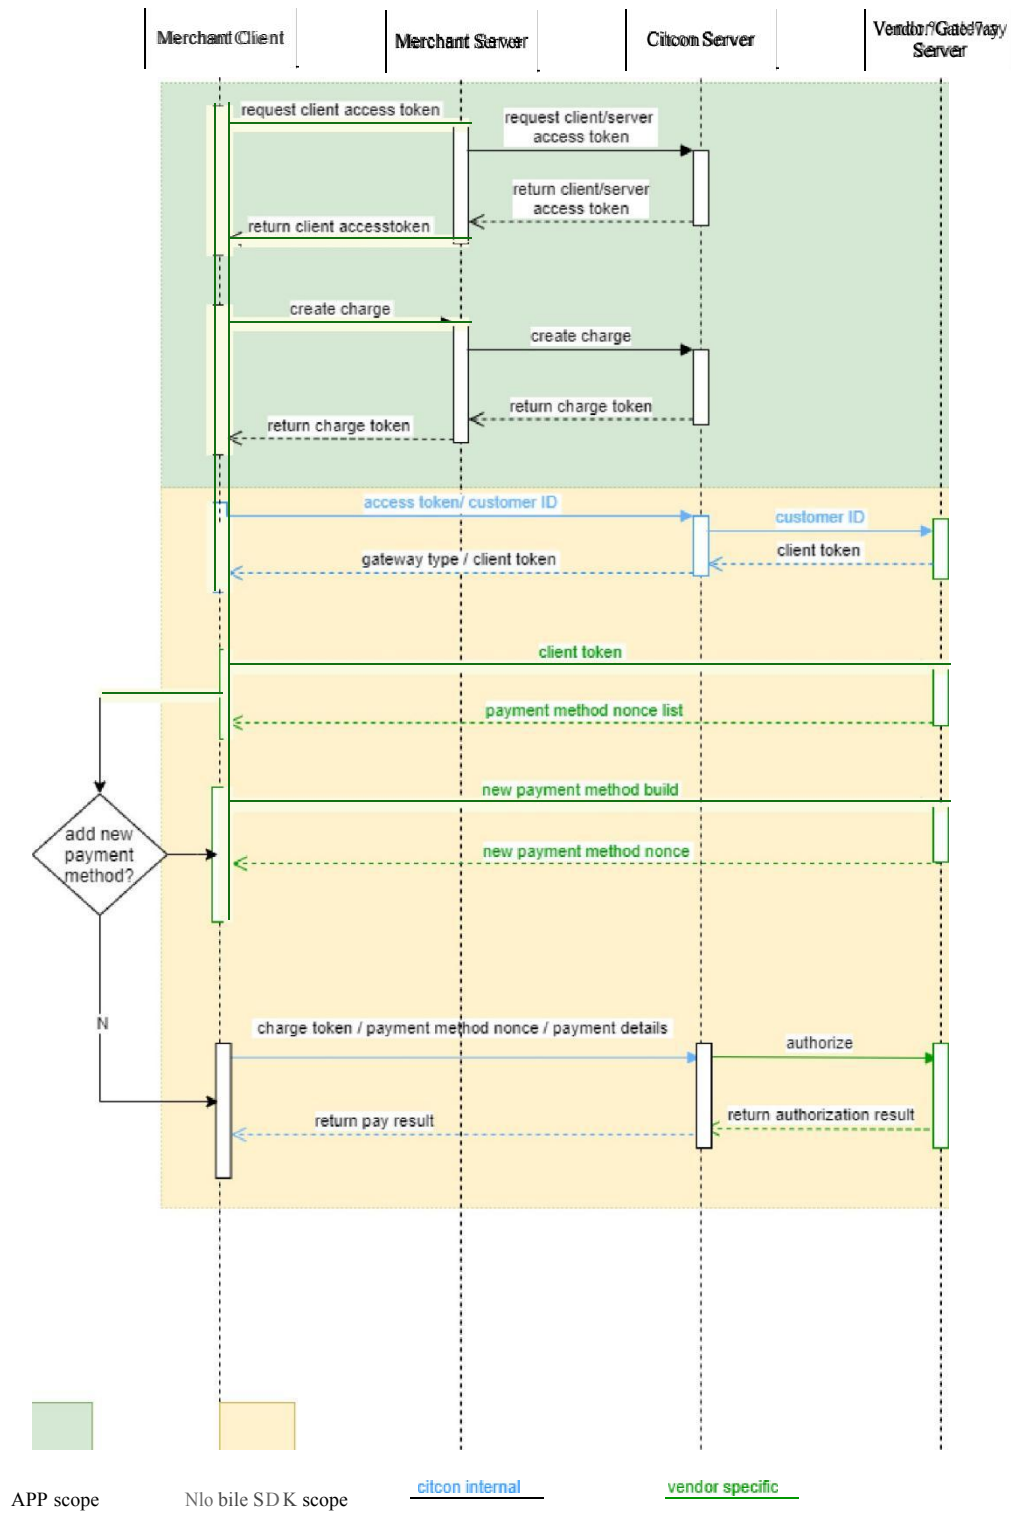 Merchant Client
Merchant Server
Citcon Server
Vendor/Gateway
Server
request client access token
request client/server
access token
return client/server
access token
return client accesstoken
create charge
create charge
return charge token
return charge token
access token/ customer ID
customer ID
client token
gateway type / client token
client token
payment method nonce list
new payment method build
add new
payment
method?
new payment method nonce
N
charge token / payment method nonce / payment details
authorize
return authorization result
return pay result
citcon internal
vendor specific
APP scope
Nlo bile SDK scope